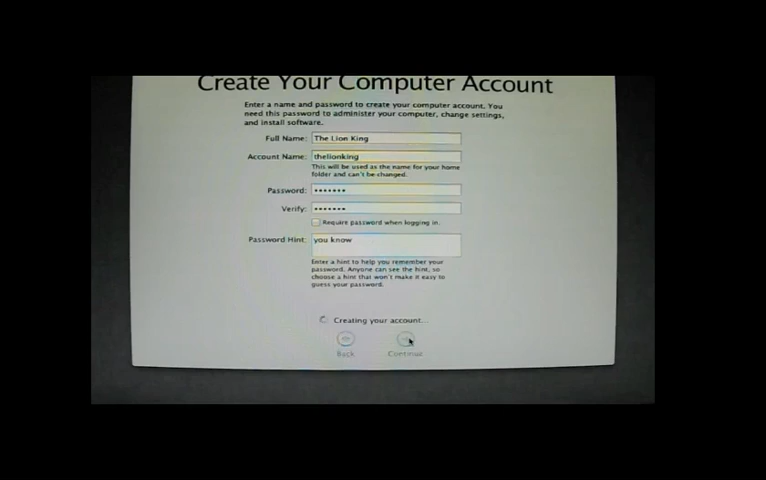 Create Your Computer Account
Enter a name and password to create your computer account. You
need this password to administer your computer, change settings,
and install software.
Full Name: The Lion King
Account Name: thelionking
This will be used as the name for your home
folder and can't be changed.
Password: •••••••
Verify: •••••••
Require password when logging in.
Password Hint: you know
Enter a hint to help you remember your
password. Anyone can see the hint, so
choose a hint that won't make it easy to
guess your password.
Creating your account...
Back Continue